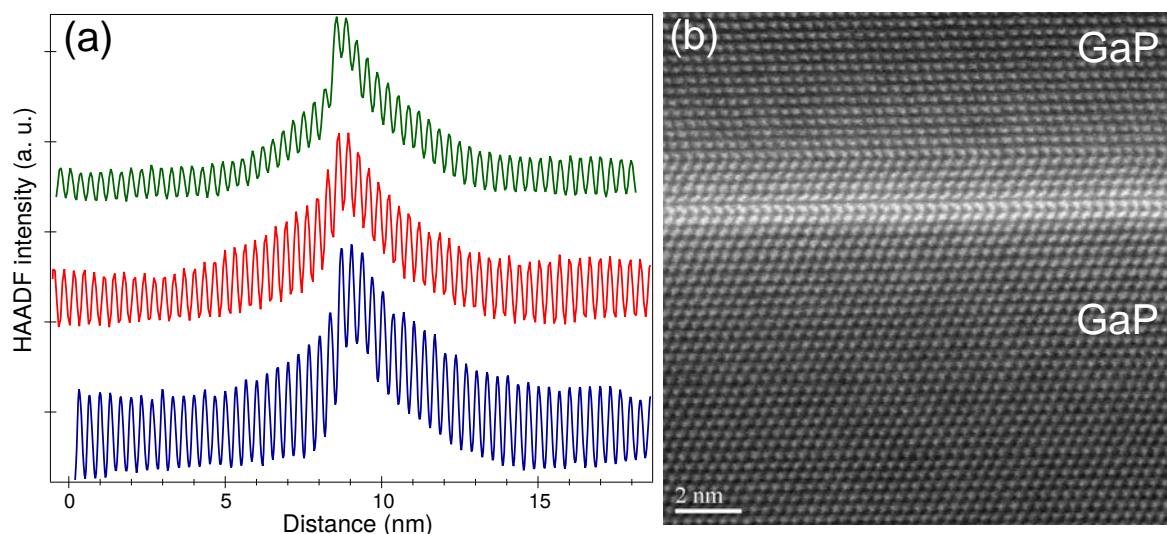 (a)
HAADF intensity (a. u.)
0
5
10
15
Distance (nm)
(b)
GaP
GaP
2 nm